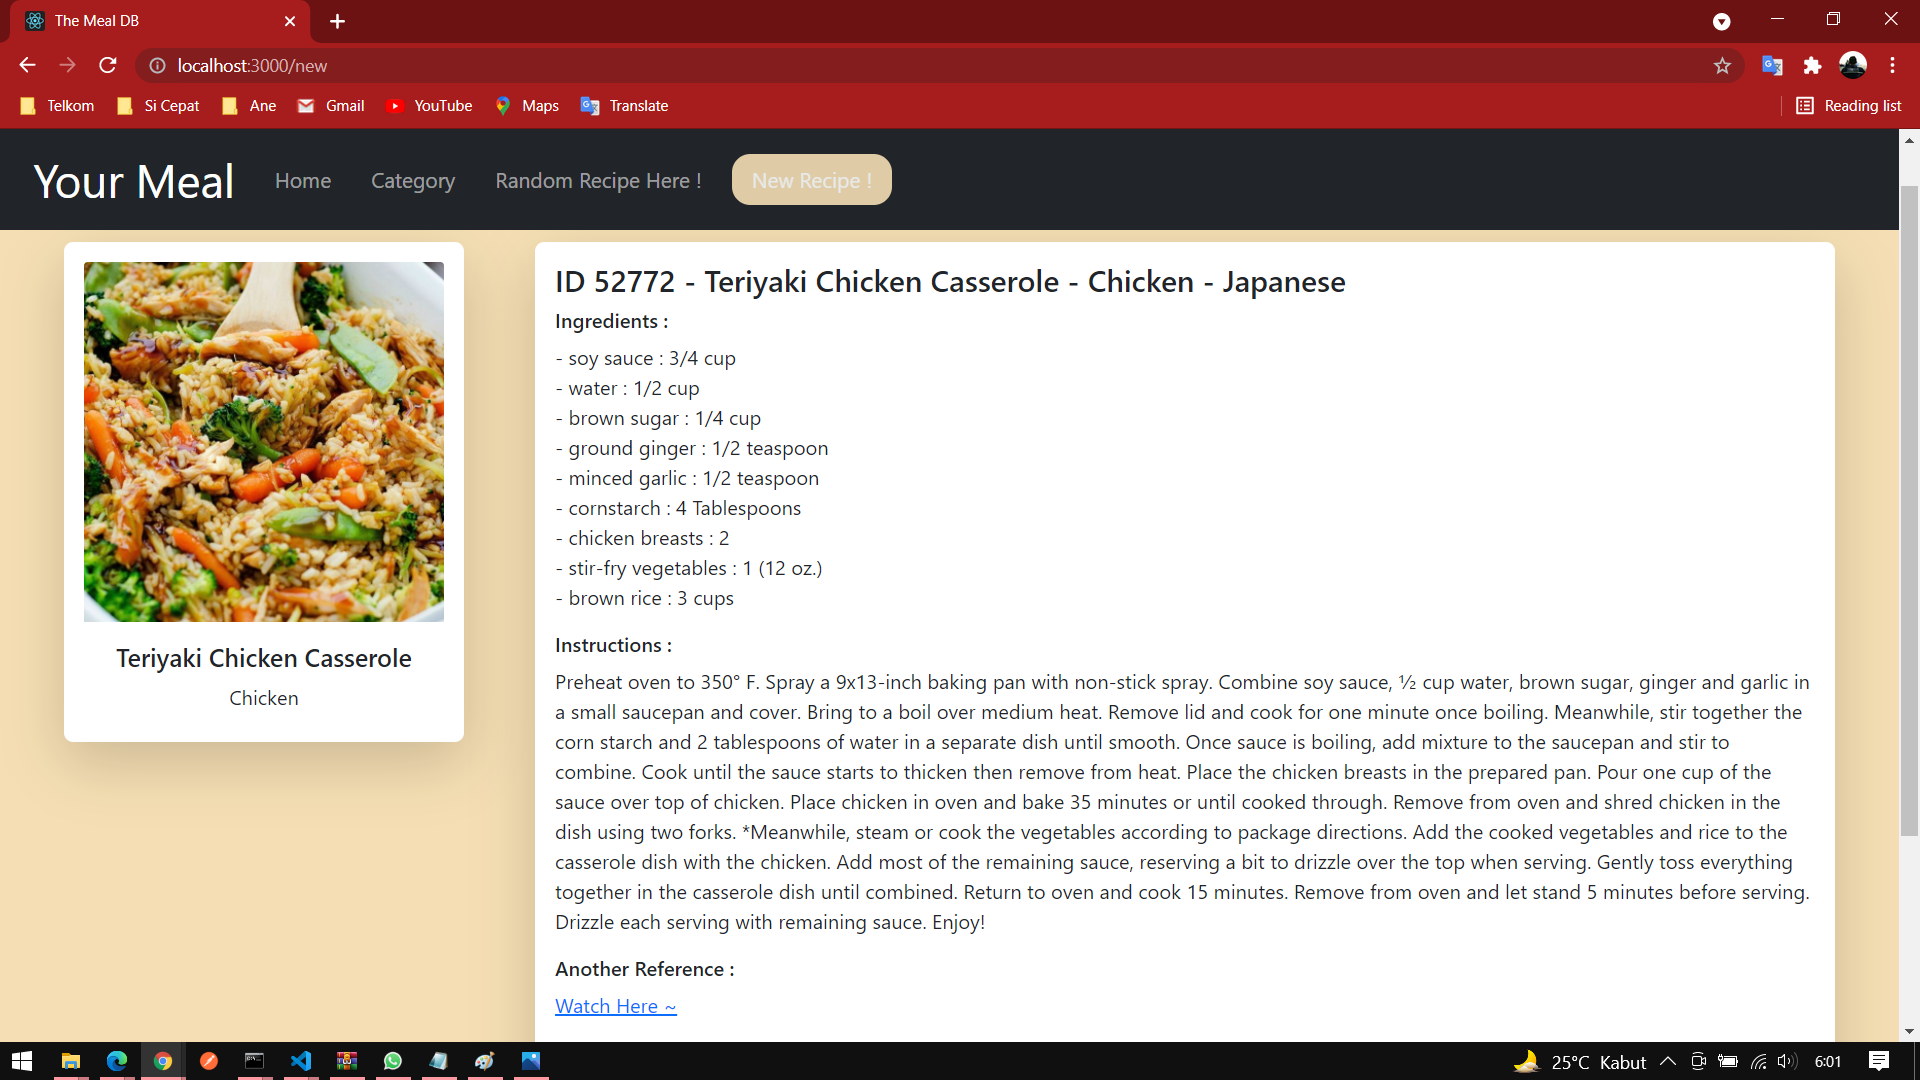 The Meal DB
localhost:3000/new
Telkom Si Cepat Ane Gmail YouTube Maps Translate Reading list
Your Meal Home Category Random Recipe Here ! New Recipe !
Teriyaki Chicken Casserole
Chicken
ID 52772 - Teriyaki Chicken Casserole - Chicken - Japanese
Ingredients :
- soy sauce : 3/4 cup
- water : 1/2 cup
- brown sugar : 1/4 cup
- ground ginger : 1/2 teaspoon
- minced garlic : 1/2 teaspoon
- cornstarch : 4 Tablespoons
- chicken breasts : 2
- stir-fry vegetables : 1 (12 oz.)
- brown rice : 3 cups
Instructions :
Preheat oven to 350° F. Spray a 9x13-inch baking pan with non-stick spray. Combine soy sauce, ½ cup water, brown sugar, ginger and garlic in
a small saucepan and cover. Bring to a boil over medium heat. Remove lid and cook for one minute once boiling. Meanwhile, stir together the
corn starch and 2 tablespoons of water in a separate dish until smooth. Once sauce is boiling, add mixture to the saucepan and stir to
combine. Cook until the sauce starts to thicken then remove from heat. Place the chicken breasts in the prepared pan. Pour one cup of the
sauce over top of chicken. Place chicken in oven and bake 35 minutes or until cooked through. Remove from oven and shred chicken in the
dish using two forks. *Meanwhile, steam or cook the vegetables according to package directions. Add the cooked vegetables and rice to the
casserole dish with the chicken. Add most of the remaining sauce, reserving a bit to drizzle over the top when serving. Gently toss everything
together in the casserole dish until combined. Return to oven and cook 15 minutes. Remove from oven and let stand 5 minutes before serving.
Drizzle each serving with remaining sauce. Enjoy!
Another Reference :
Watch Here ~
25°C Kabut 6:01